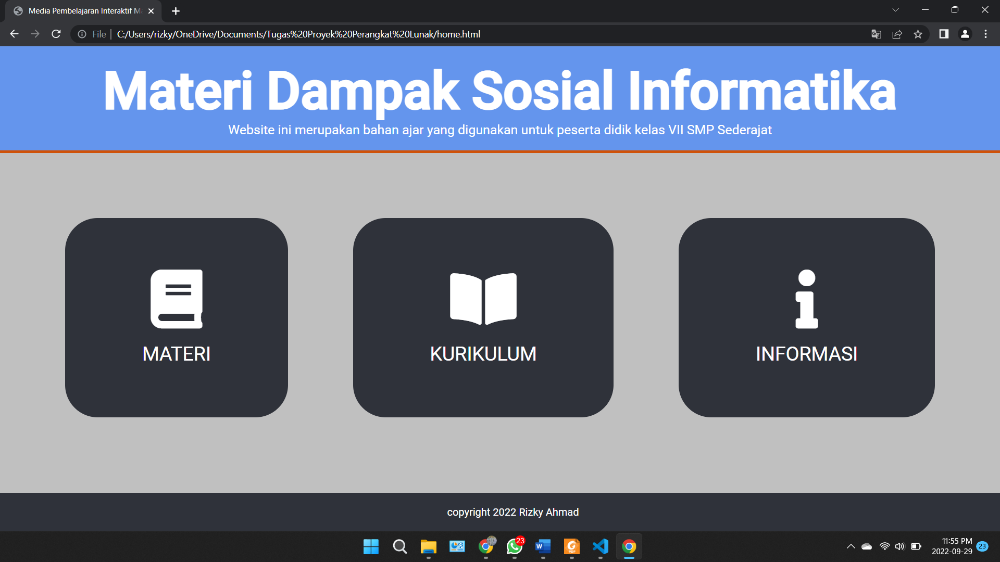 Media Pembelajaran Interaktif Ma
File
C:/Users/rizky/OneDrive/Documents/Tugas%20Proyek%20Perangkat%20Lunak/home.html
Materi Dampak Sosial Informatika
Website ini merupakan bahan ajar yang digunakan untuk peserta didik kelas VII SMP Sederajat
MATERI
KURIKULUM
INFORMASI
copyright 2022 Rizky Ahmad
23
W
PDF
11:55 PM
2022-09-29
23